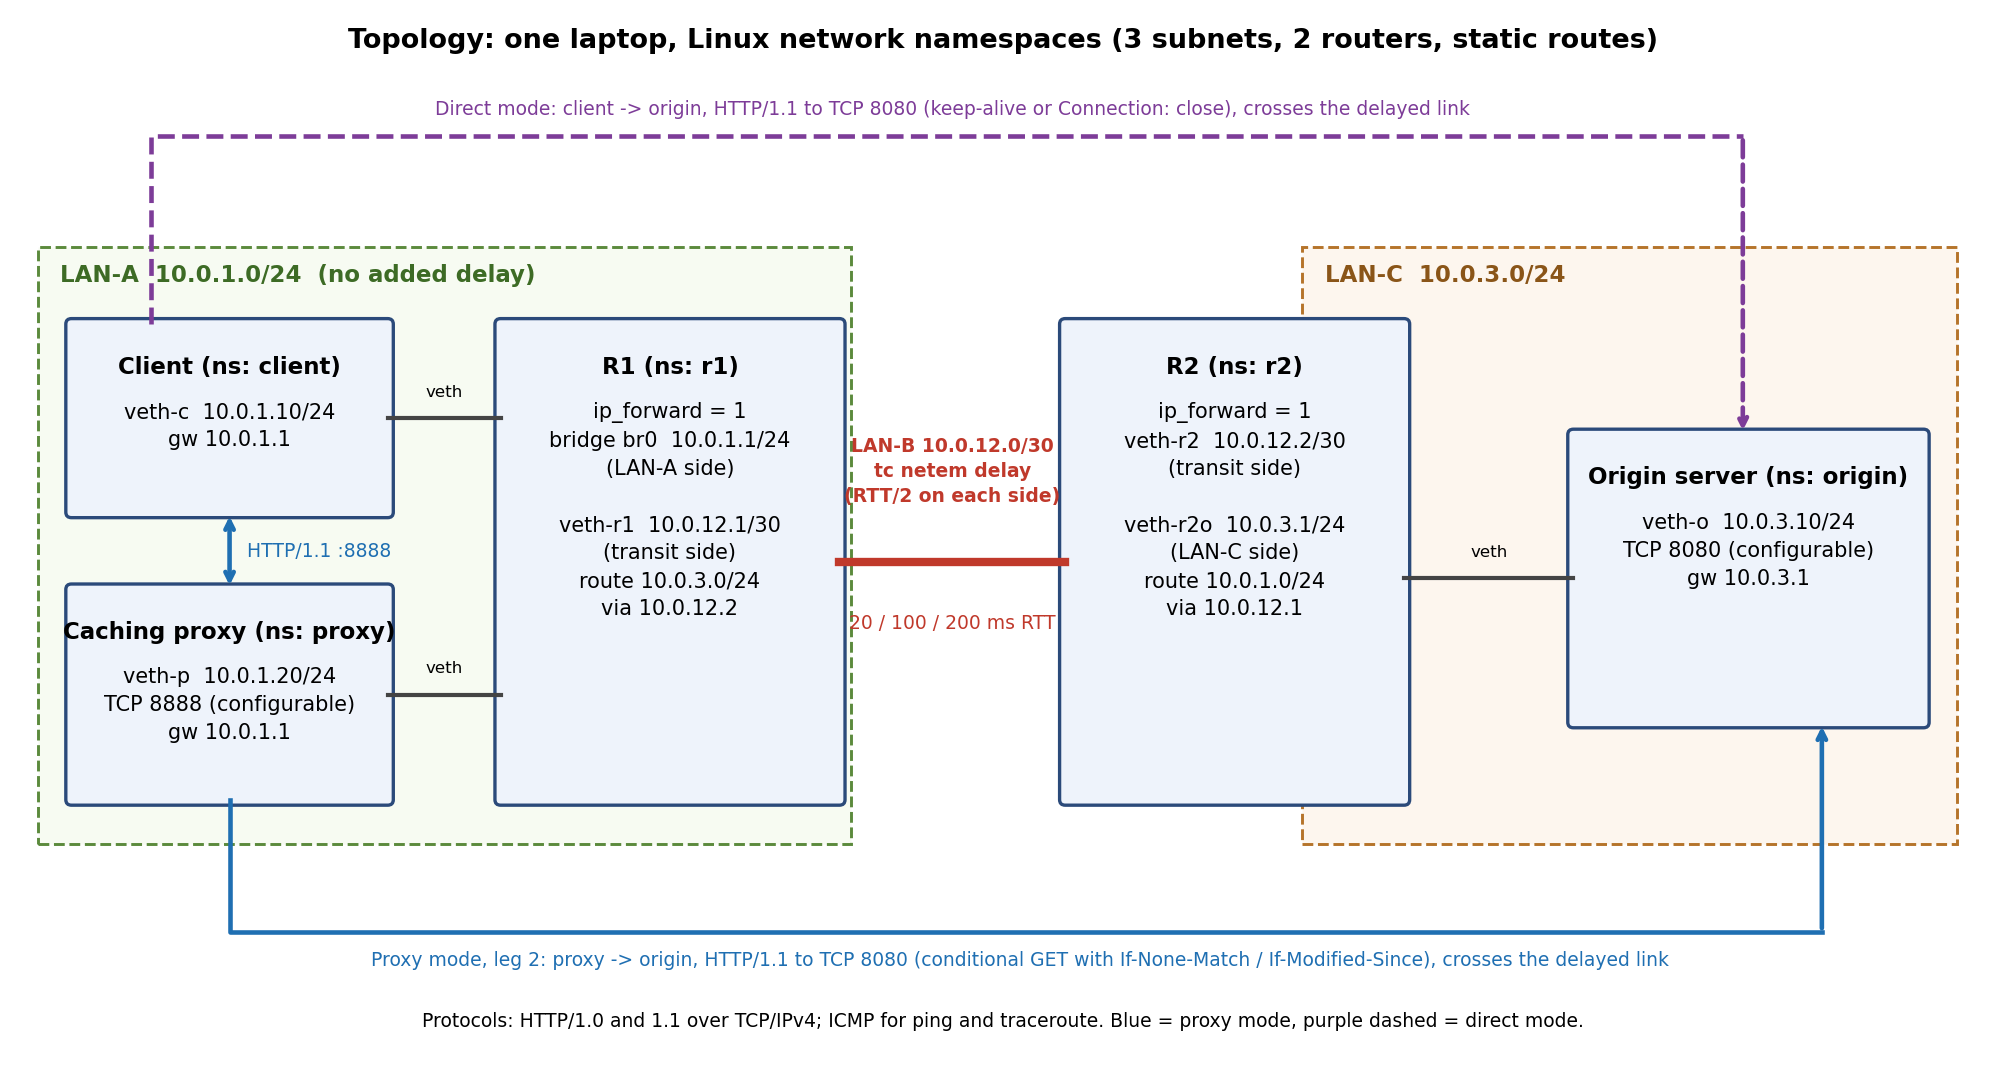 Topology: one laptop, Linux network namespaces (3 subnets, 2 routers, static routes)
Direct mode: client -> origin, HTTP/1.1 to TCP 8080 (keep-alive or Connection: close), crosses the delayed link
LAN-A  10.0.1.0/24  (no added delay)
Client (ns: client)
veth-c  10.0.1.10/24
gw 10.0.1.1
veth
HTTP/1.1 :8888
Caching proxy (ns: proxy)
veth-p  10.0.1.20/24
TCP 8888 (configurable)
gw 10.0.1.1
veth
R1 (ns: r1)
ip_forward = 1
bridge br0  10.0.1.1/24
(LAN-A side)
veth-r1  10.0.12.1/30
(transit side)
route 10.0.3.0/24
via 10.0.12.2
LAN-B 10.0.12.0/30
tc netem delay
(RTT/2 on each side)
20 / 100 / 200 ms RTT
LAN-C  10.0.3.0/24
R2 (ns: r2)
ip_forward = 1
veth-r2  10.0.12.2/30
(transit side)
veth-r2o  10.0.3.1/24
(LAN-C side)
route 10.0.1.0/24
via 10.0.12.1
veth
Origin server (ns: origin)
veth-o  10.0.3.10/24
TCP 8080 (configurable)
gw 10.0.3.1
Proxy mode, leg 2: proxy -> origin, HTTP/1.1 to TCP 8080 (conditional GET with If-None-Match / If-Modified-Since), crosses the delayed link
Protocols: HTTP/1.0 and 1.1 over TCP/IPv4; ICMP for ping and traceroute. Blue = proxy mode, purple dashed = direct mode.